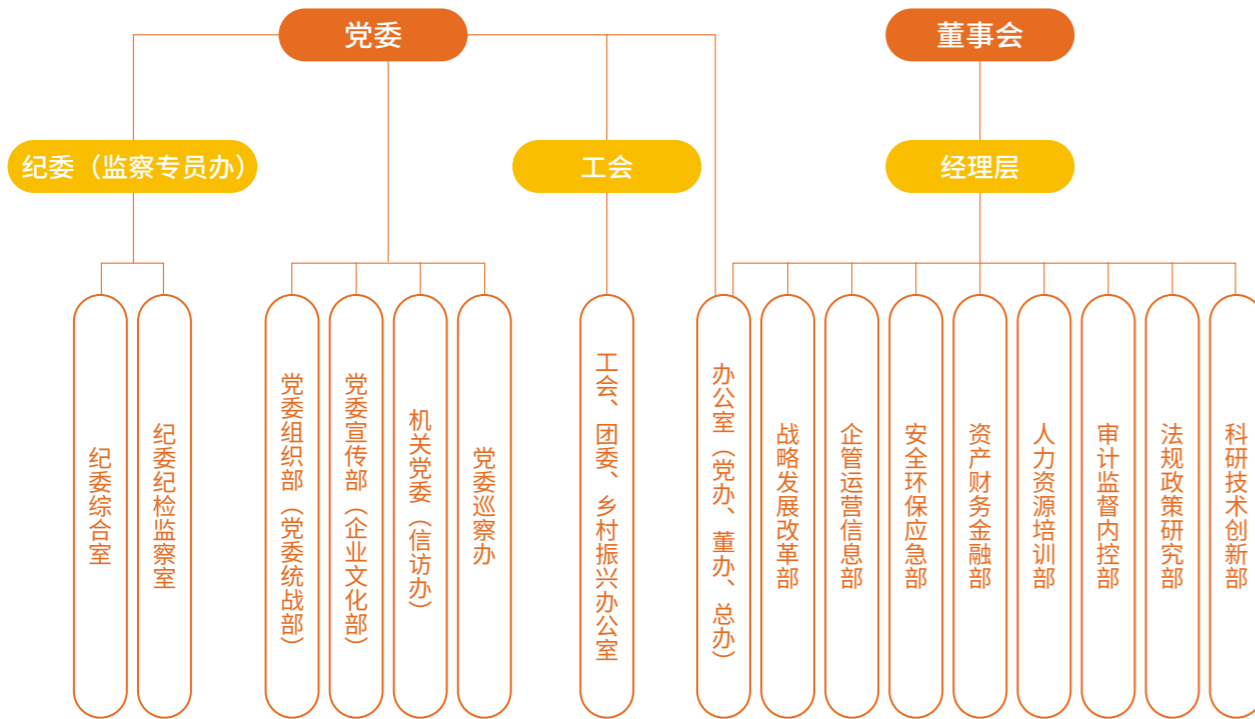 党委
董事会
纪委（监察专员办）
工会
经理层
纪委综合室
纪委纪检监察室
党委组织部（党委统战部）
党委宣传部（企业文化部）
机关党委（信访办）
党委巡察办
工会、团委、乡村振兴办公室
办公室（党办、董办、总办）
战略发展改革部
企管运营信息部
安全环保应急部
资产财务金融部
人力资源培训部
审计监督内控部
法规政策研究部
科研技术创新部